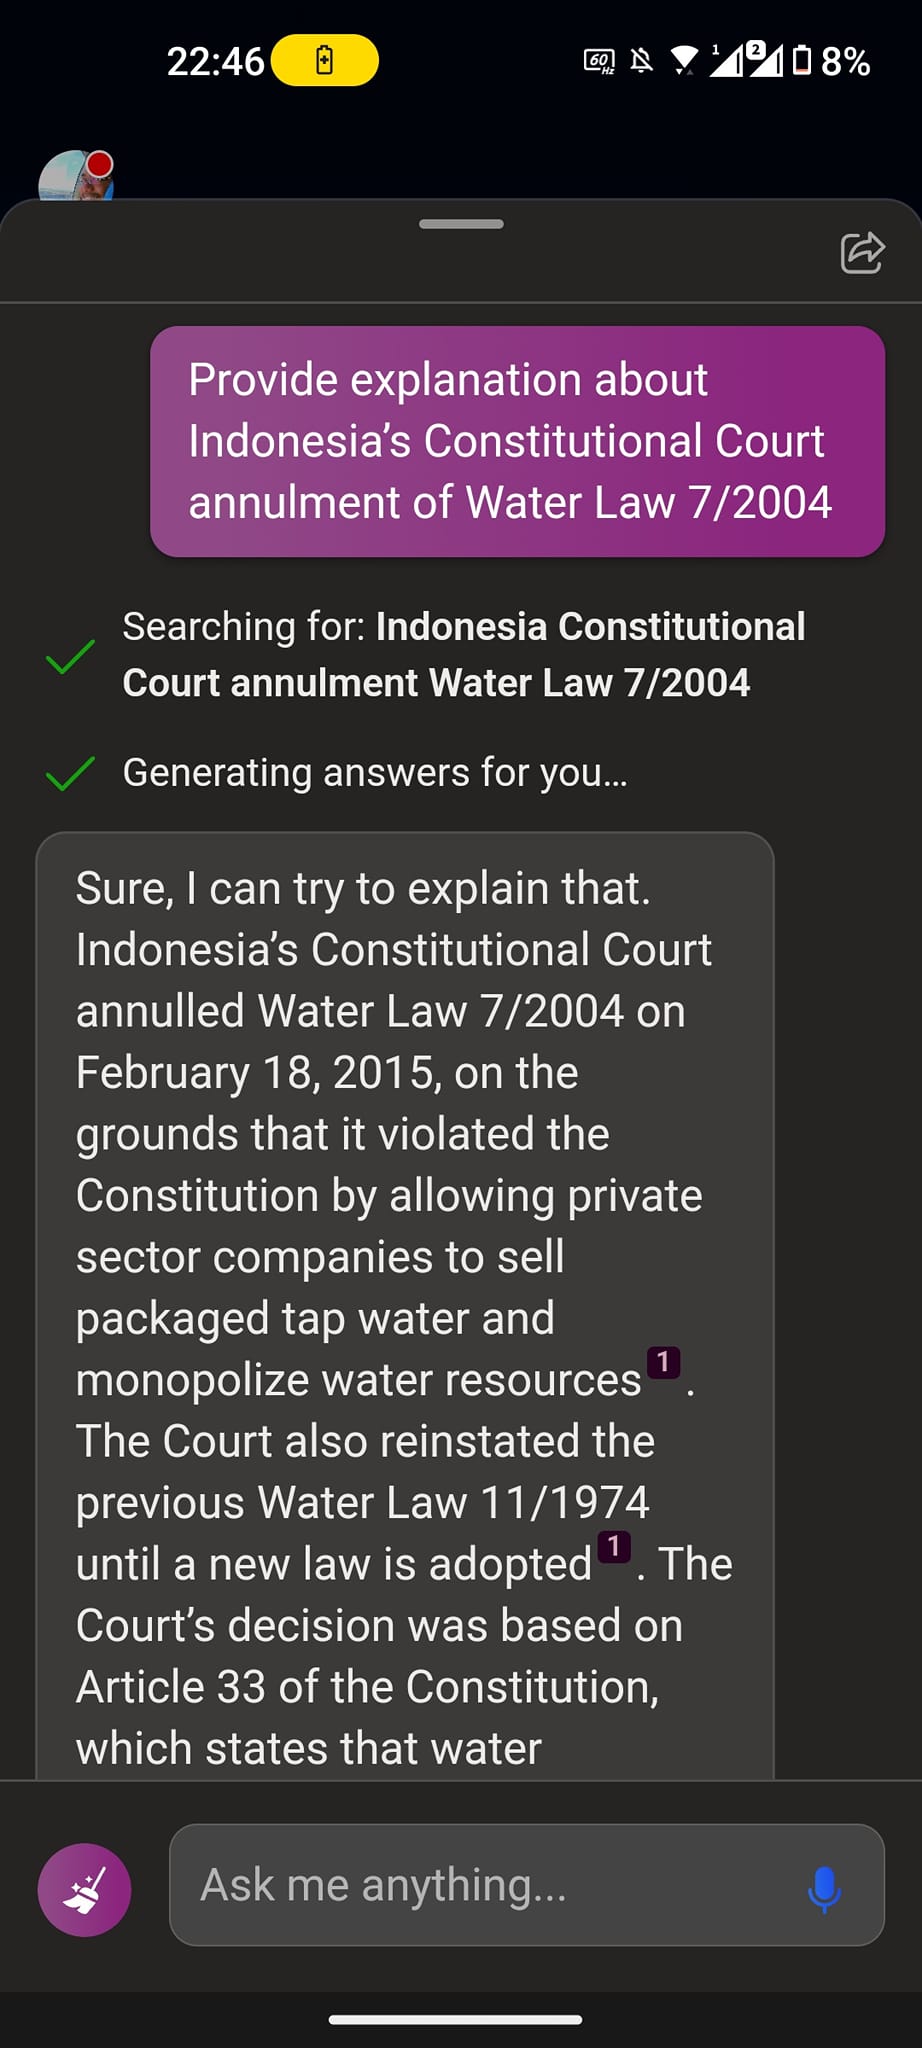 22:46
60
Hz
1
2
8%
Provide explanation about
Indonesia’s Constitutional Court
annulment of Water Law 7/2004
Searching for: Indonesia Constitutional
Court annulment Water Law 7/2004
Generating answers for you...
Sure, I can try to explain that.
Indonesia’s Constitutional Court
annulled Water Law 7/2004 on
February 18, 2015, on the
grounds that it violated the
Constitution by allowing private
sector companies to sell
packaged tap water and
monopolize water resources 1 .
The Court also reinstated the
previous Water Law 11/1974
until a new law is adopted 1 . The
Court’s decision was based on
Article 33 of the Constitution,
which states that water
Ask me anything...